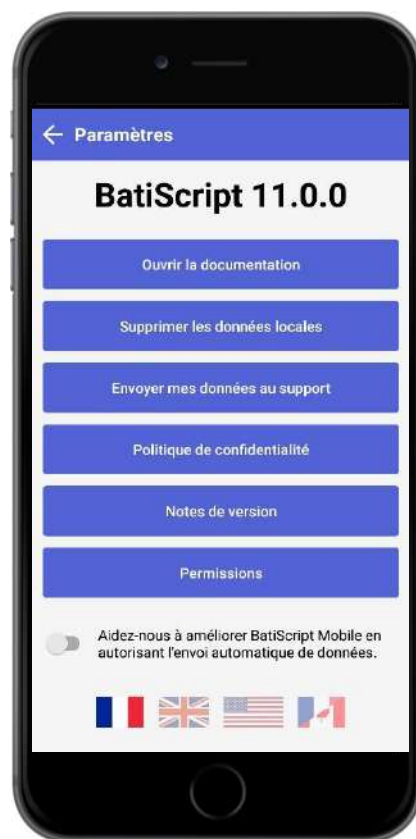 Paramètres
BatiScript 11.0.0
Ouvrir la documentation
Supprimer les données locales
Envoyer mes données au support
Politique de confidentialité
Notes de version
Permissions
Aidez-nous à améliorer BatiScript Mobile en
autorisant l'envoi automatique de données.